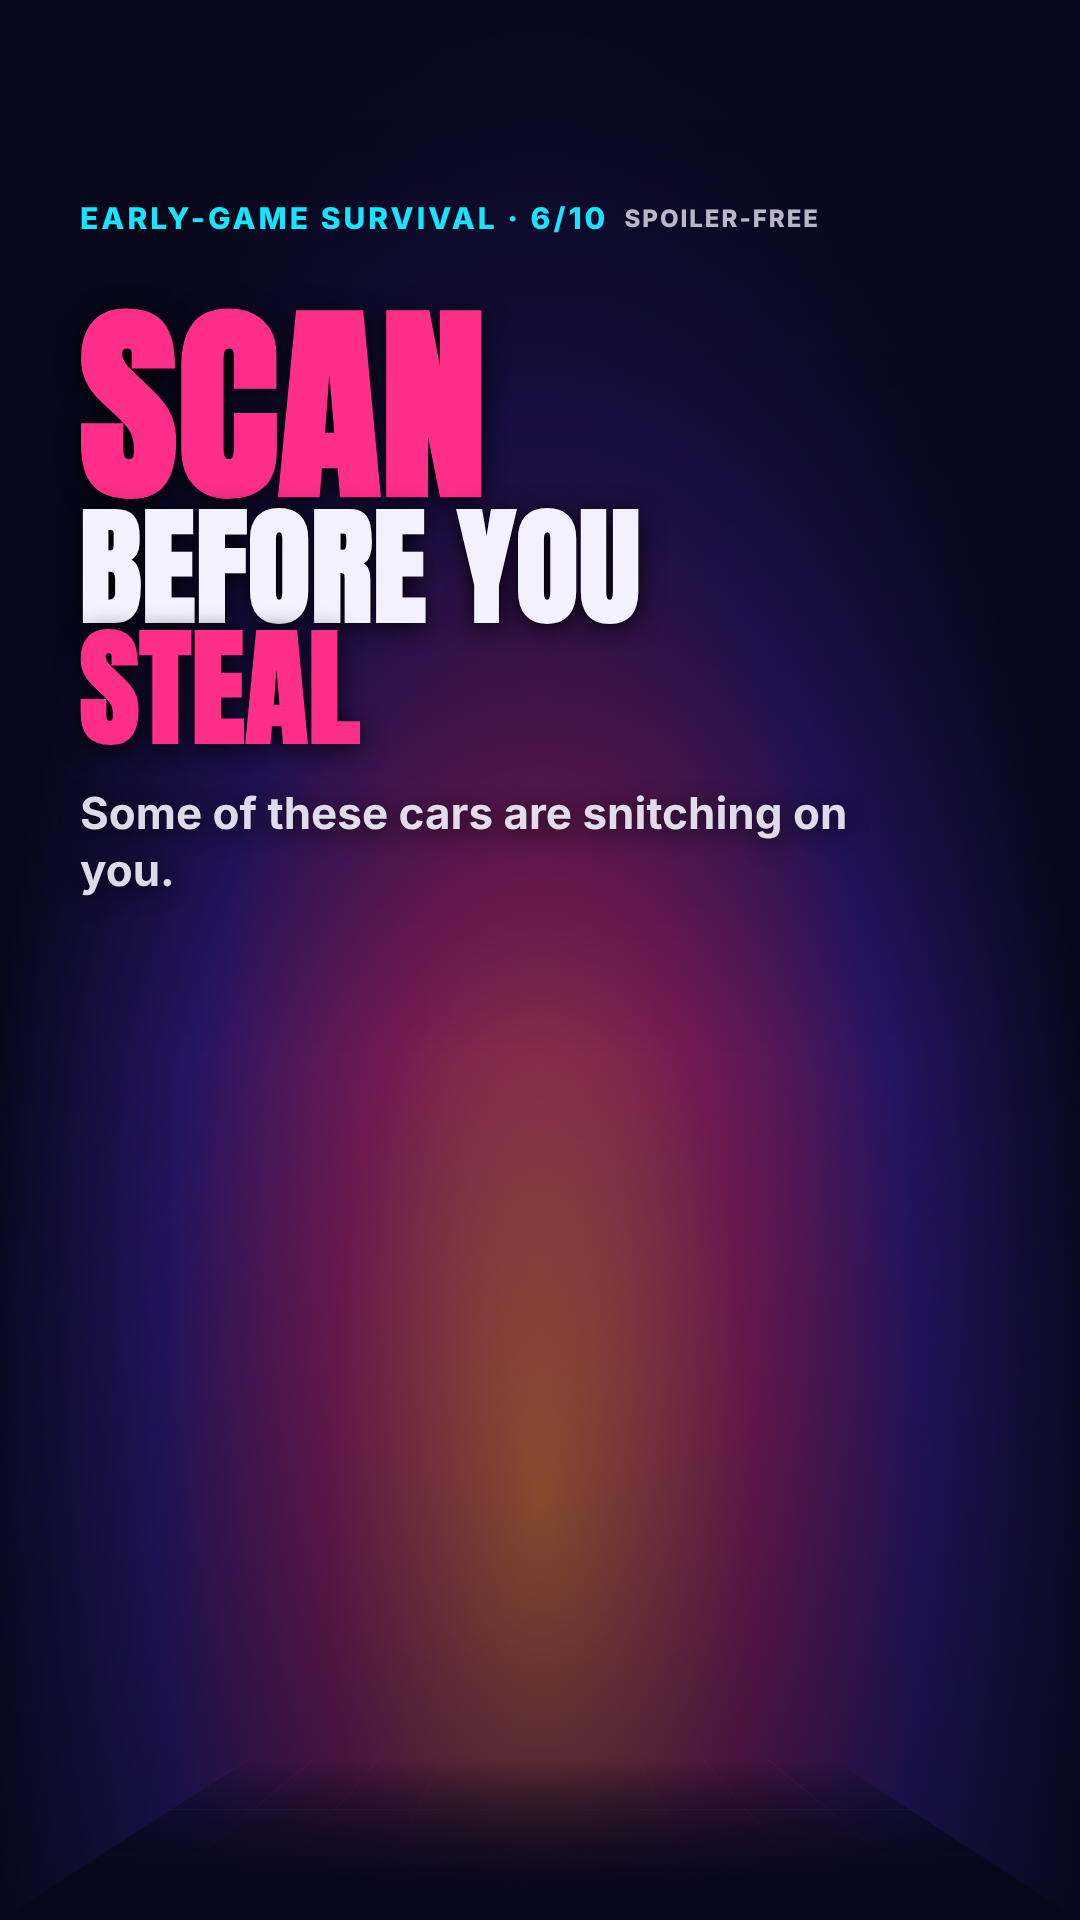 EARLY-GAME SURVIVAL · 6/10 SPOILER-FREE
SCAN
BEFORE YOU
STEAL
Some of these cars are snitching on
you.